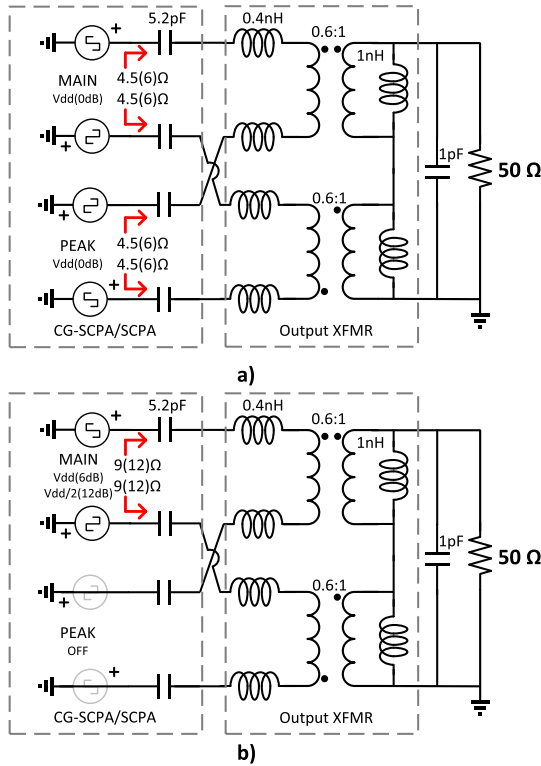 5.2pF
0.4nH
0.6:1
1nH
+
MAIN
Vdd(0dB)
4.5(6)Ω
4.5(6)Ω
+
1pF
50 Ω
+
0.6:1
PEAK
Vdd(0dB)
4.5(6)Ω
4.5(6)Ω
+
CG-SCPA/SCPA
Output XFMR
a)
5.2pF
0.4nH
0.6:1
1nH
+
MAIN
Vdd(6dB)
Vdd/2(12dB)
9(12)Ω
9(12)Ω
+
1pF
50 Ω
+
0.6:1
PEAK
OFF
+
CG-SCPA/SCPA
Output XFMR
b)